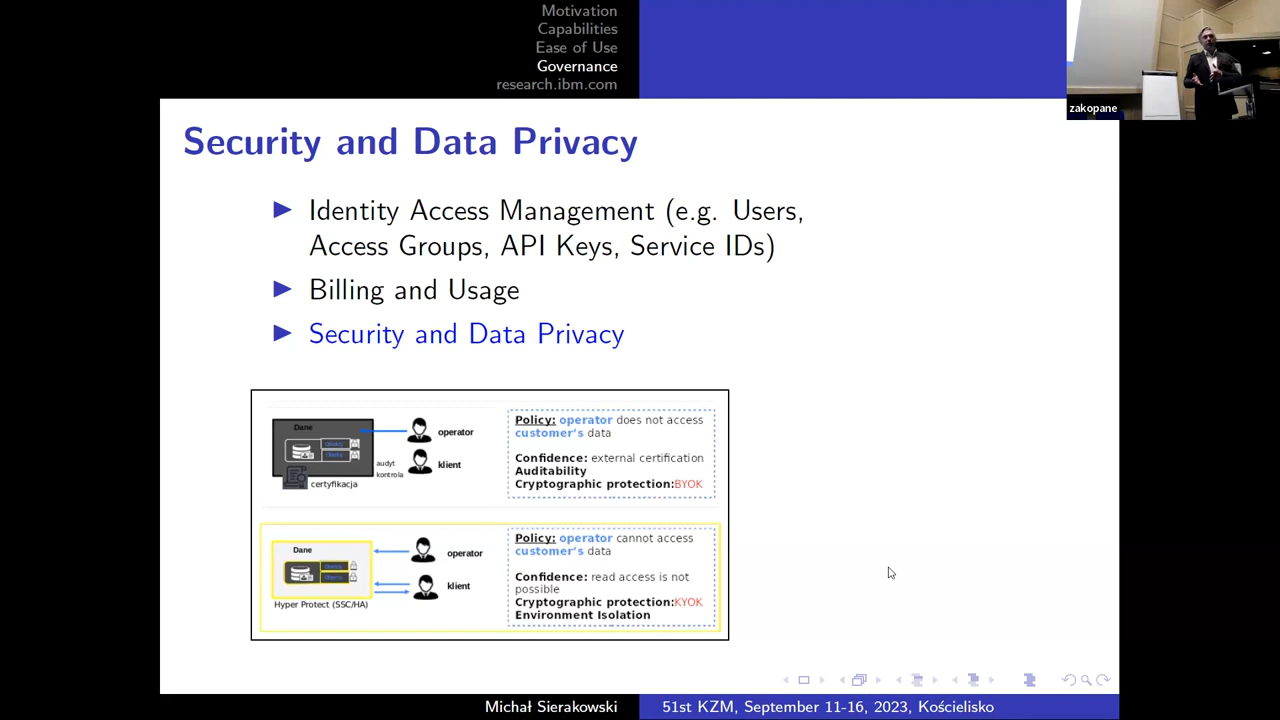 Motivation
Capabilities
Ease of Use
Governance
research.ibm.com
zakopane
Security and Data Privacy
Identity Access Management (e.g. Users,
Access Groups, API Keys, Service IDs)
Billing and Usage
Security and Data Privacy
Dane
operator
klient
audyt
kontrola
certyfikacja
Policy: operator does not access
customer's data
Confidence: external certification
Auditability
Cryptographic protection:BYOK
Dane
operator
klient
Hyper Protect (SSC/HA)
Policy: operator cannot access
customer's data
Confidence: read access is not
possible
Cryptographic protection:KYOK
Environment Isolation
Michał Sierakowski
51st KZM, September 11-16, 2023, Kościelisko